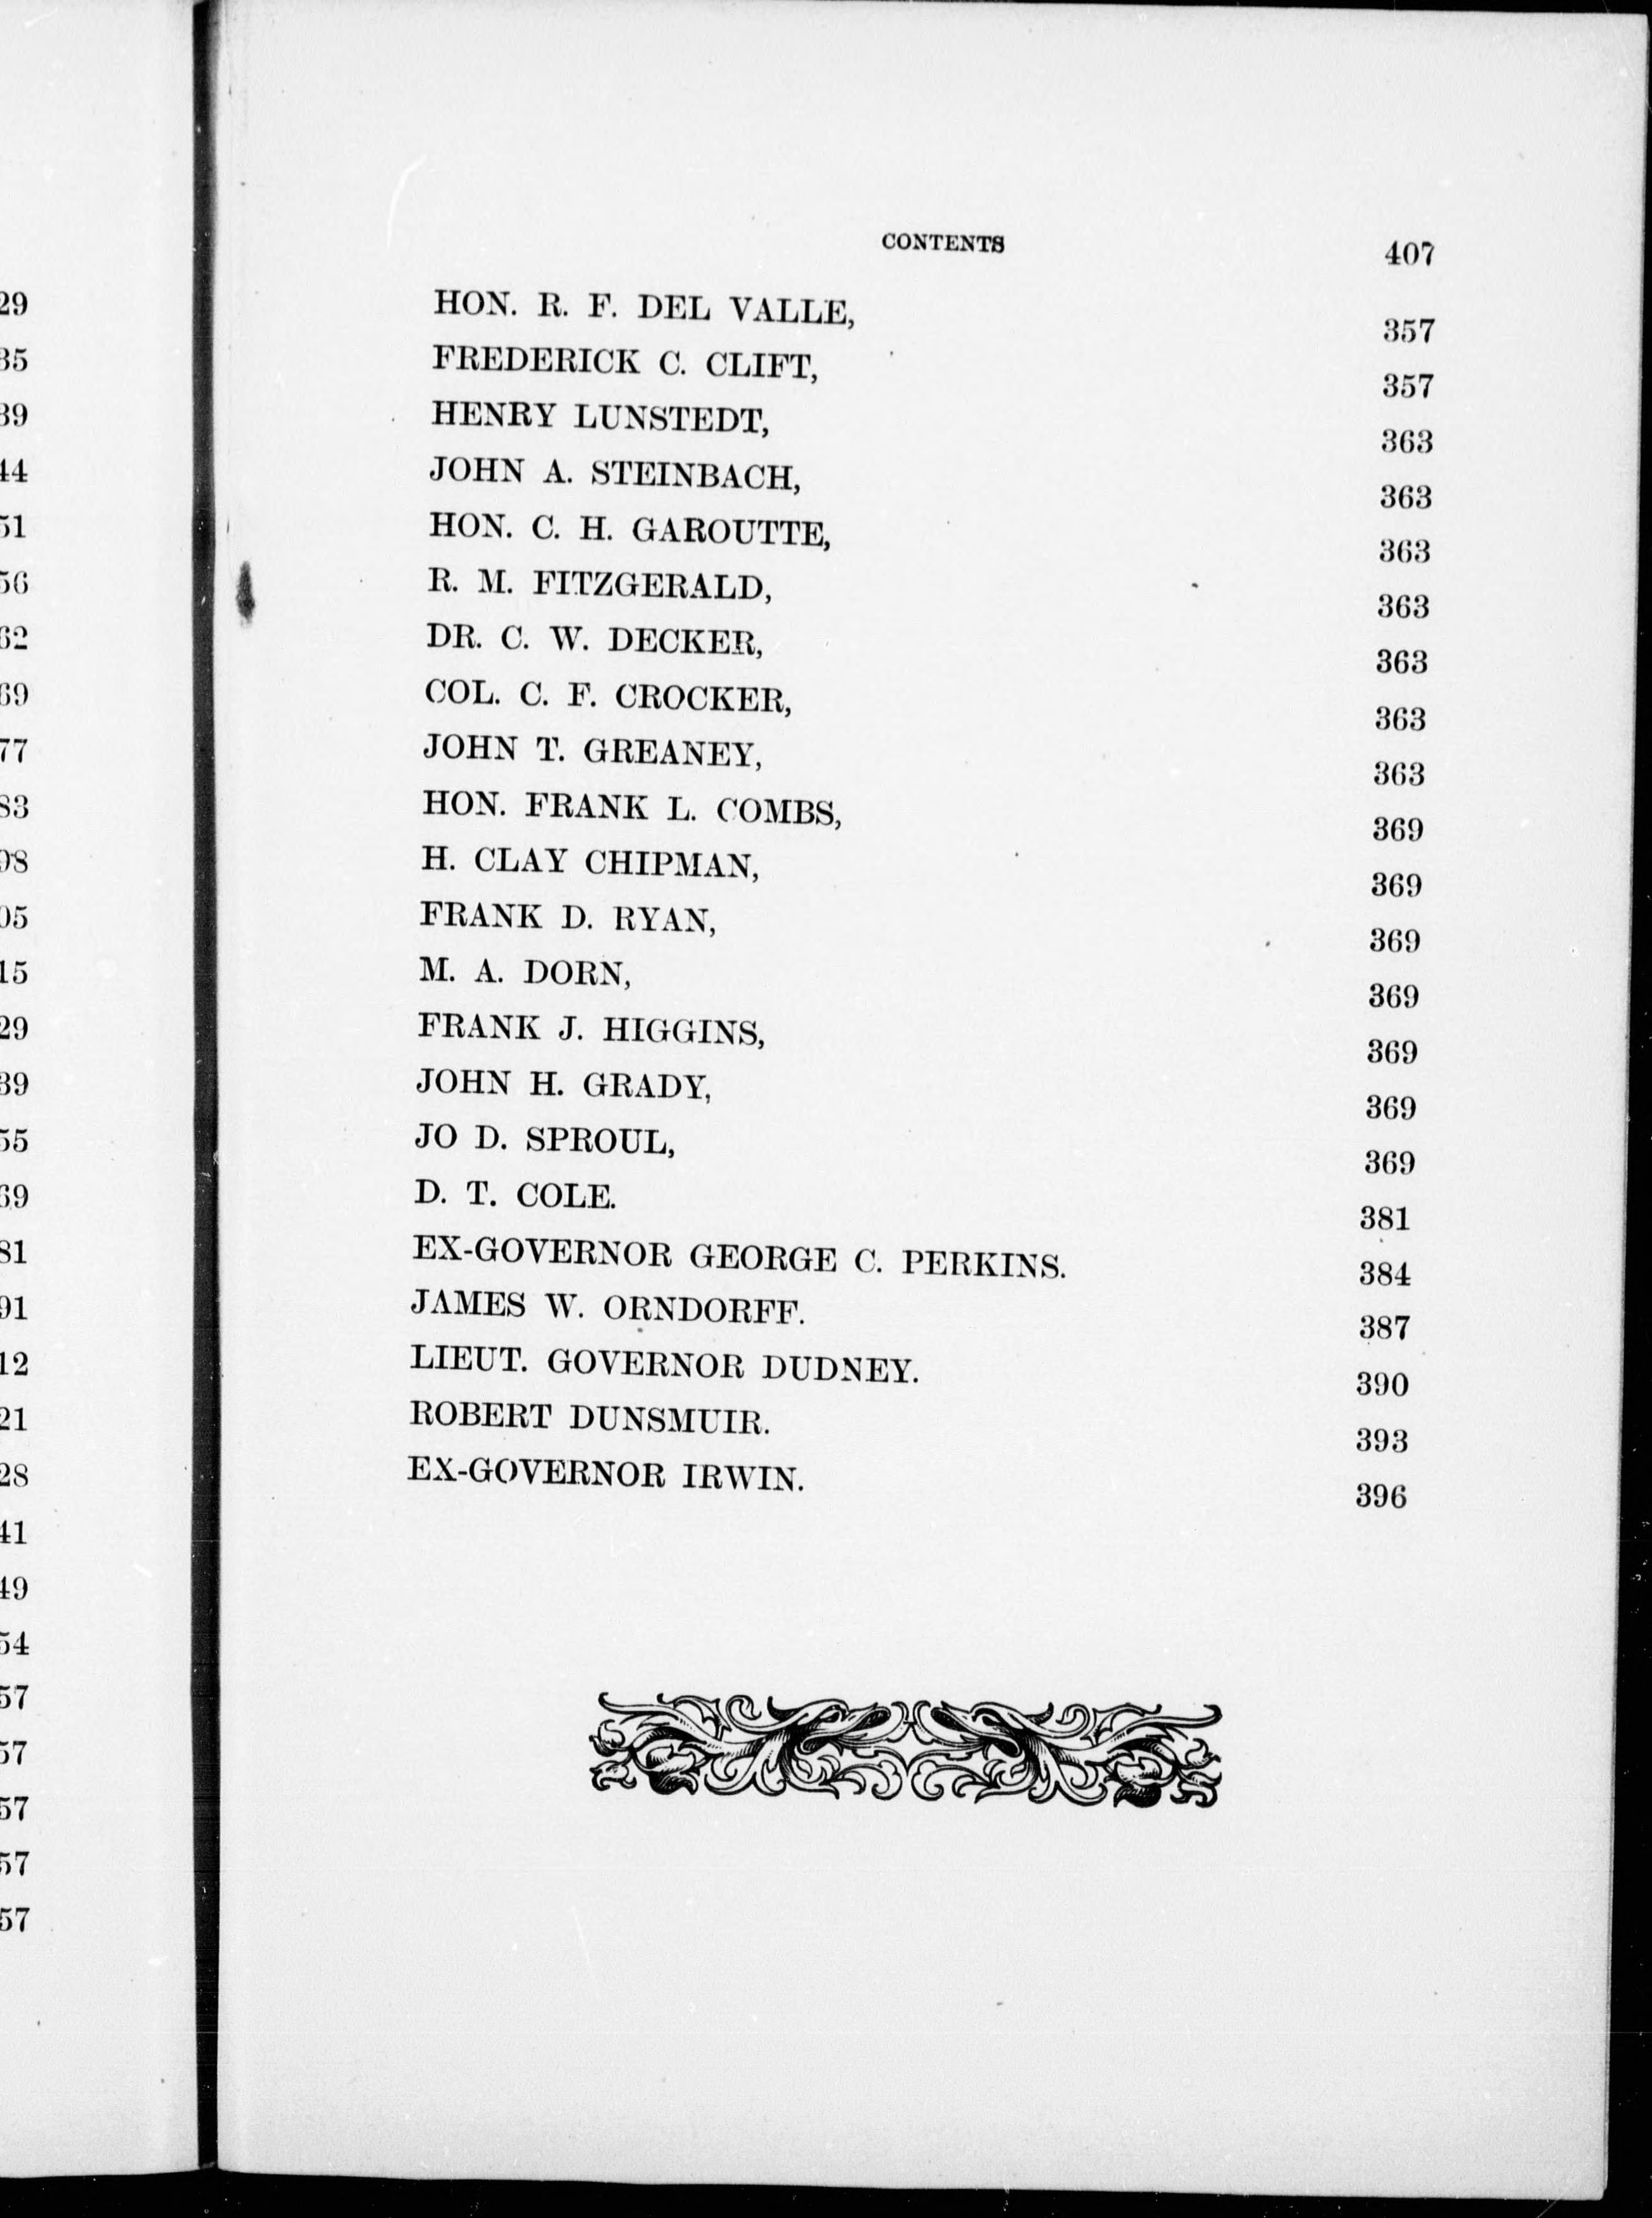 CONTENTS 407
HON. R. F. DEL VALLE, 357
FREDERICK C. CLIFT, 357
HENRY LUNSTEDT, 363
JOHN A. STEINBACH, 363
HON. C. H. GAROUTTE, 363
R. M. FITZGERALD, 363
DR. C. W. DECKER, 363
COL. C. F. CROCKER, 363
JOHN T. GREANEY, 363
HON. FRANK L. COMBS, 369
H. CLAY CHIPMAN, 369
FRANK D. RYAN, 369
M. A. DORN, 369
FRANK J. HIGGINS, 369
JOHN H. GRADY, 369
JO D. SPROUL, 369
D. T. COLE. 381
EX-GOVERNOR GEORGE C. PERKINS. 384
JAMES W. ORNDORFF. 387
LIEUT. GOVERNOR DUDNEY. 390
ROBERT DUNSMUIR. 393
EX-GOVERNOR IRWIN. 396